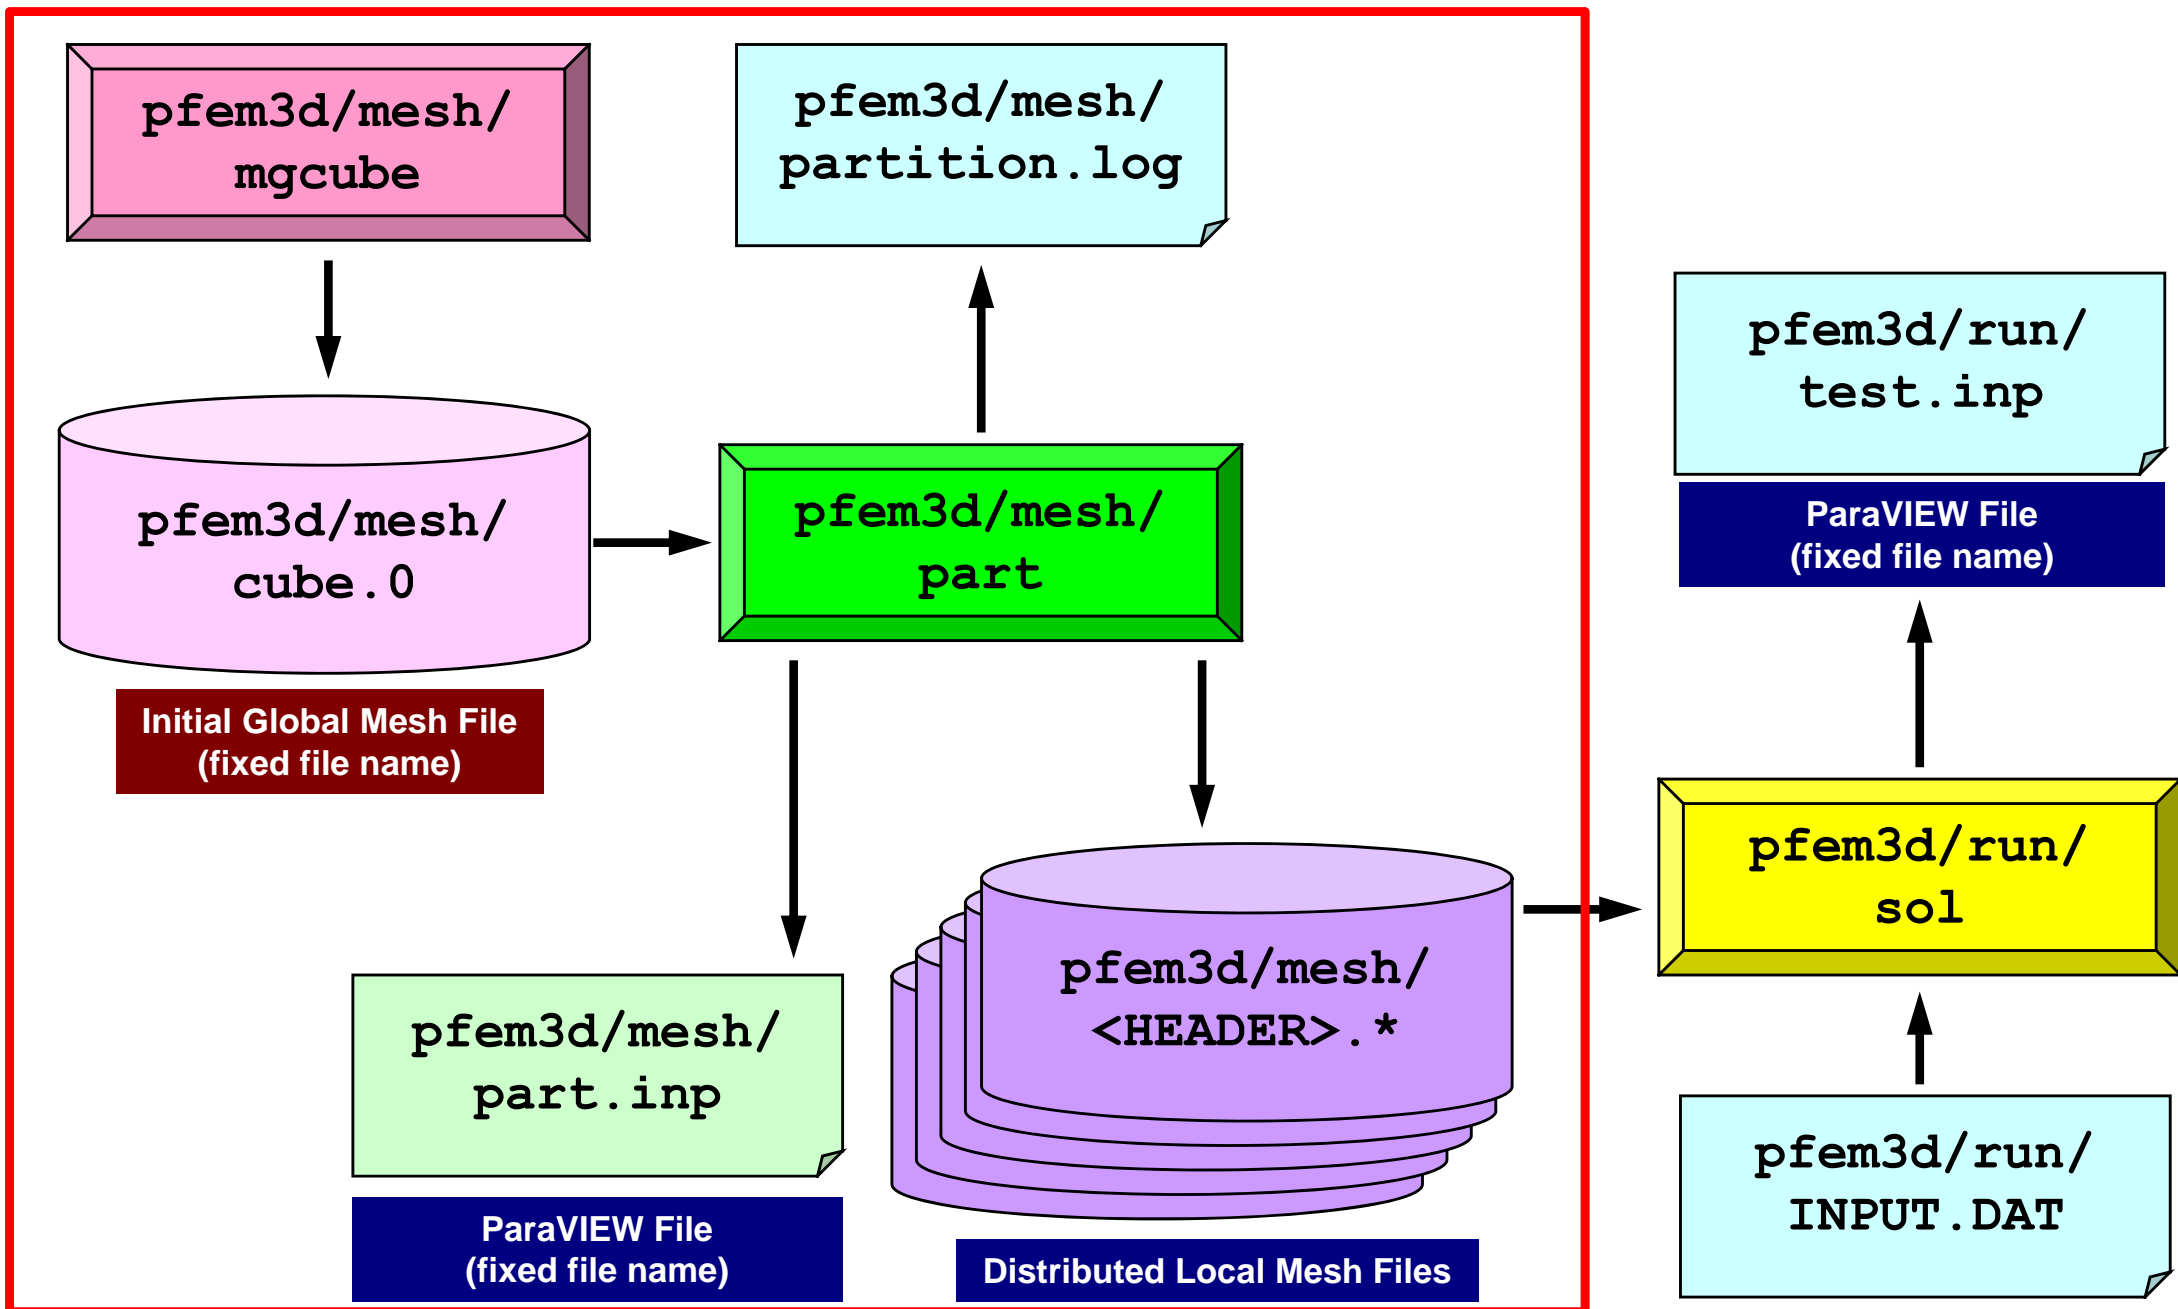 pfem3d/mesh/
mgcube
pfem3d/mesh/
partition.log
pfem3d/run/
test.inp
ParaVIEW File
(fixed file name)
pfem3d/mesh/
cube.0
Initial Global Mesh File
(fixed file name)
pfem3d/mesh/
part
pfem3d/run/
sol
pfem3d/mesh/
part.inp
ParaVIEW File
(fixed file name)
pfem3d/mesh/
<HEADER>.*
Distributed Local Mesh Files
pfem3d/run/
INPUT.DAT